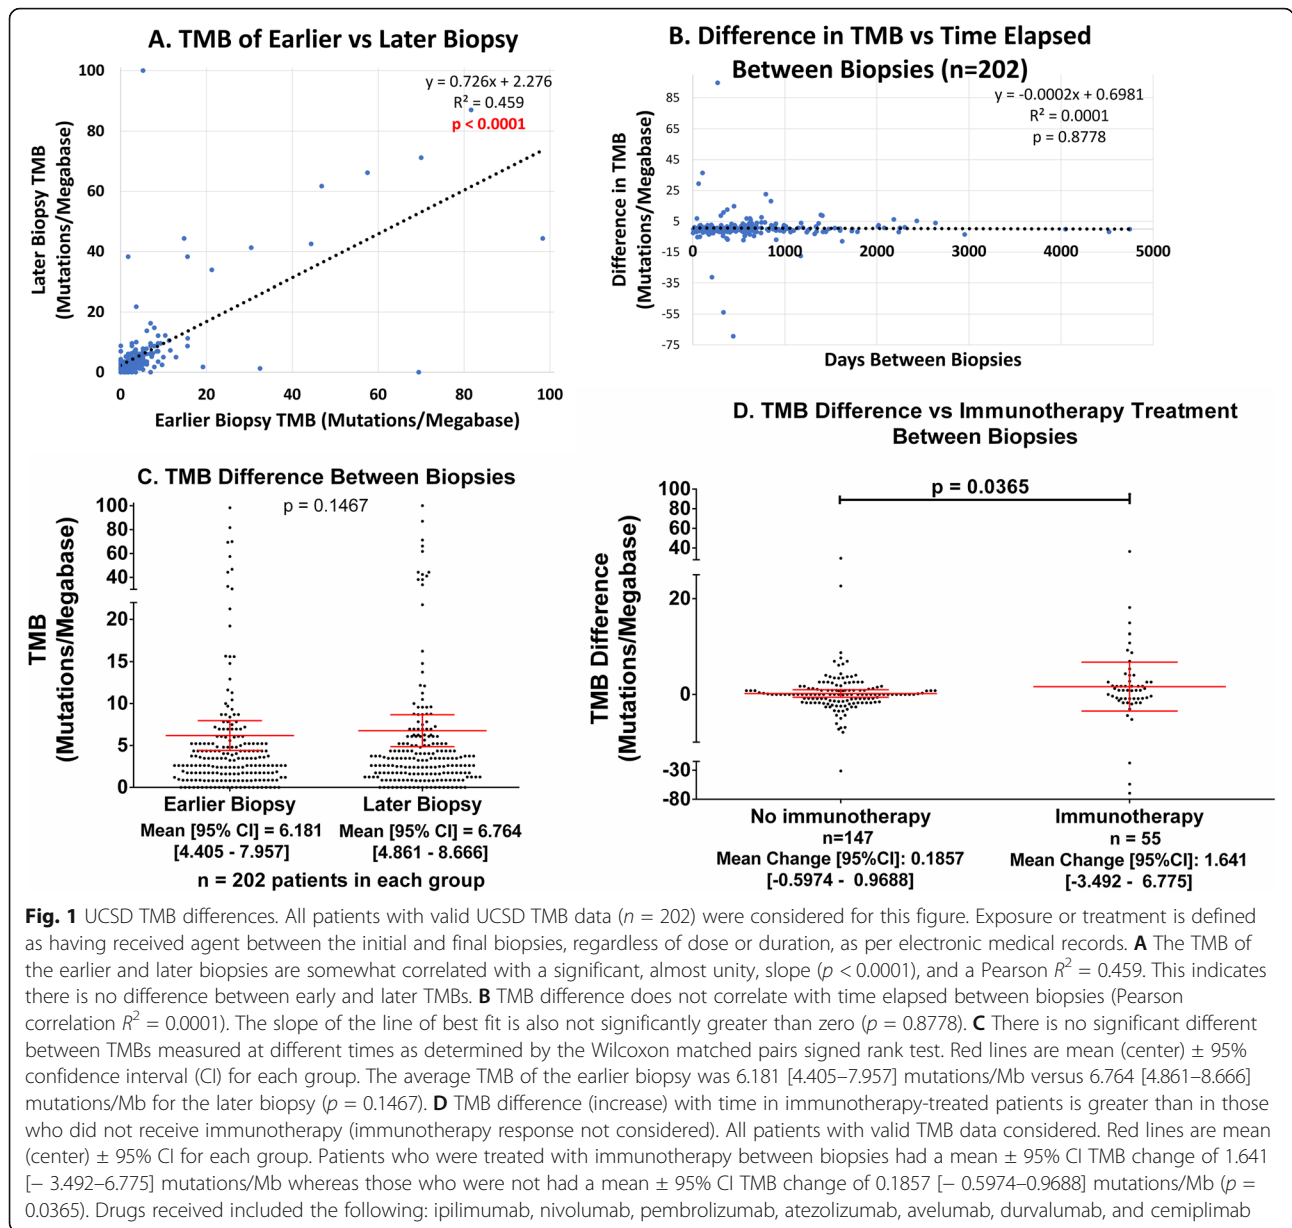 A. TMB of Earlier vs Later Biopsy
100
80
60
40
20
0
0 20 40 60 80 100
Later Biopsy TMB
(Mutations/Megabase)
Earlier Biopsy TMB (Mutations/Megabase)
y = 0.726x + 2.276
R² = 0.459
p < 0.0001
B. Difference in TMB vs Time Elapsed
Between Biopsies (n=202)
85
65
45
25
5
-15
-35
-55
-75
0 1000 2000 3000 4000 5000
Difference in TMB
(Mutations/Megabase)
Days Between Biopsies
y = -0.0002x + 0.6981
R² = 0.0001
p = 0.8778
C. TMB Difference Between Biopsies
p = 0.1467
100
80
60
40
20
15
10
5
0
TMB
(Mutations/Megabase)
Earlier Biopsy Later Biopsy
Mean [95% CI] = 6.181 Mean [95% CI] = 6.764
[4.405 - 7.957] [4.861 - 8.666]
n = 202 patients in each group
D. TMB Difference vs Immunotherapy Treatment
Between Biopsies
p = 0.0365
100
80
60
40
20
0
-30
-80
TMB Difference
(Mutations/Megabase)
No immunotherapy Immunotherapy
n=147 n = 55
Mean Change [95%CI]: 0.1857 Mean Change [95%CI]: 1.641
[-0.5974 - 0.9688] [-3.492 - 6.775]
Fig. 1 UCSD TMB differences. All patients with valid UCSD TMB data (n = 202) were considered for this figure. Exposure or treatment is defined
as having received agent between the initial and final biopsies, regardless of dose or duration, as per electronic medical records. A The TMB of
the earlier and later biopsies are somewhat correlated with a significant, almost unity, slope (p < 0.0001), and a Pearson R² = 0.459. This indicates
there is no difference between early and later TMBs. B TMB difference does not correlate with time elapsed between biopsies (Pearson
correlation R² = 0.0001). The slope of the line of best fit is also not significantly greater than zero (p = 0.8778). C There is no significant different
between TMBs measured at different times as determined by the Wilcoxon matched pairs signed rank test. Red lines are mean (center) ± 95%
confidence interval (CI) for each group. The average TMB of the earlier biopsy was 6.181 [4.405–7.957] mutations/Mb versus 6.764 [4.861–8.666]
mutations/Mb for the later biopsy (p = 0.1467). D TMB difference (increase) with time in immunotherapy-treated patients is greater than in those
who did not receive immunotherapy (immunotherapy response not considered). All patients with valid TMB data considered. Red lines are mean
(center) ± 95% CI for each group. Patients who were treated with immunotherapy between biopsies had a mean ± 95% CI TMB change of 1.641
[− 3.492–6.775] mutations/Mb whereas those who were not had a mean ± 95% CI TMB change of 0.1857 [− 0.5974–0.9688] mutations/Mb (p =
0.0365). Drugs received included the following: ipilimumab, nivolumab, pembrolizumab, atezolizumab, avelumab, durvalumab, and cemiplimab